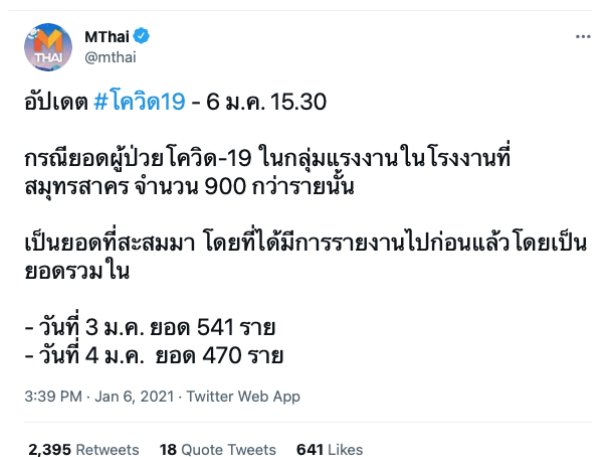 MThai
@mthai
M
THAI
อัปเดต #โควิด19 - 6 ม.ค. 15.30
กรณียอดผู้ป่วยโควิด-19 ในกลุ่มแรงงานในโรงงานที่
สมุทรสาคร จำนวน 900 กว่ารายนั้น
เป็นยอดที่สะสมมา โดยที่ได้มีการรายงานไปก่อนแล้วโดยเป็น
ยอดรวมใน
- วันที่ 3 ม.ค. ยอด 541 ราย
- วันที่ 4 ม.ค. ยอด 470 ราย
3:39 PM · Jan 6, 2021 · Twitter Web App
2,395 Retweets 18 Quote Tweets 641 Likes